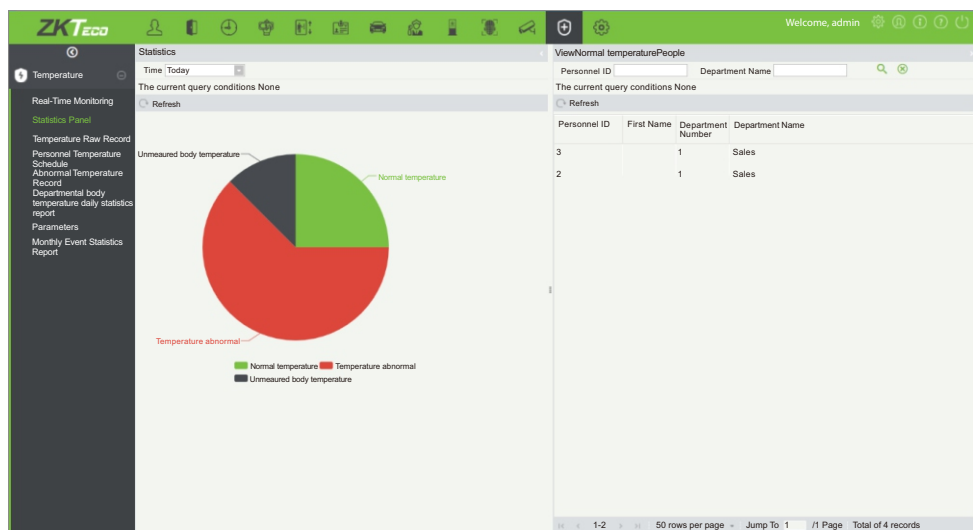 ZKTECO
Welcome, admin
Temperature
Real-Time Monitoring
Statistics Panel
Temperature Raw Record
Personnel Temperature
Schedule
Abnormal Temperature
Record
Departmental body
temperature daily statistics
report
Parameters
Monthly Event Statistics
Report
Statistics
Time Today
The current query conditions None
Refresh
Unmeaured body temperature
Normal temperature
Temperature abnormal
Normal temperature Temperature abnormal
Unmeaured body temperature
ViewNormal temperaturePeople
Personnel ID Department Name
The current query conditions None
Refresh
Personnel ID First Name Department Number Department Name
3 1 Sales
2 1 Sales
1-2 50 rows per page Jump To 1 /1 Page Total of 4 records